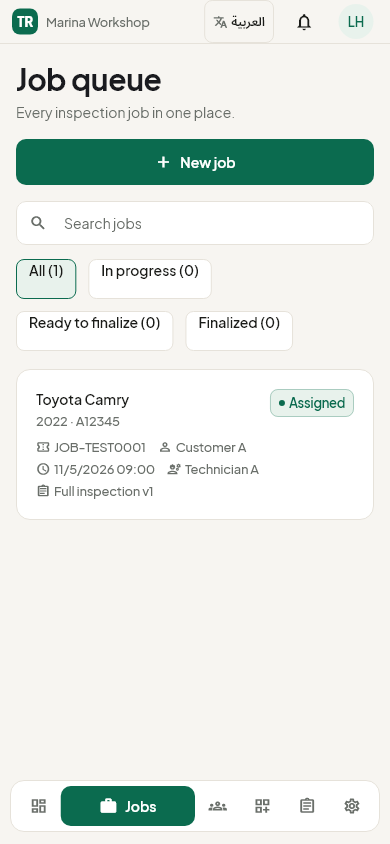 TR Marina Workshop العربية LH
Job queue
Every inspection job in one place.
+ New job
Search jobs
All (1) In progress (0)
Ready to finalize (0) Finalized (0)
Toyota Camry Assigned
2022 · A12345
JOB-TEST0001 Customer A
11/5/2026 09:00 Technician A
Full inspection v1
Jobs